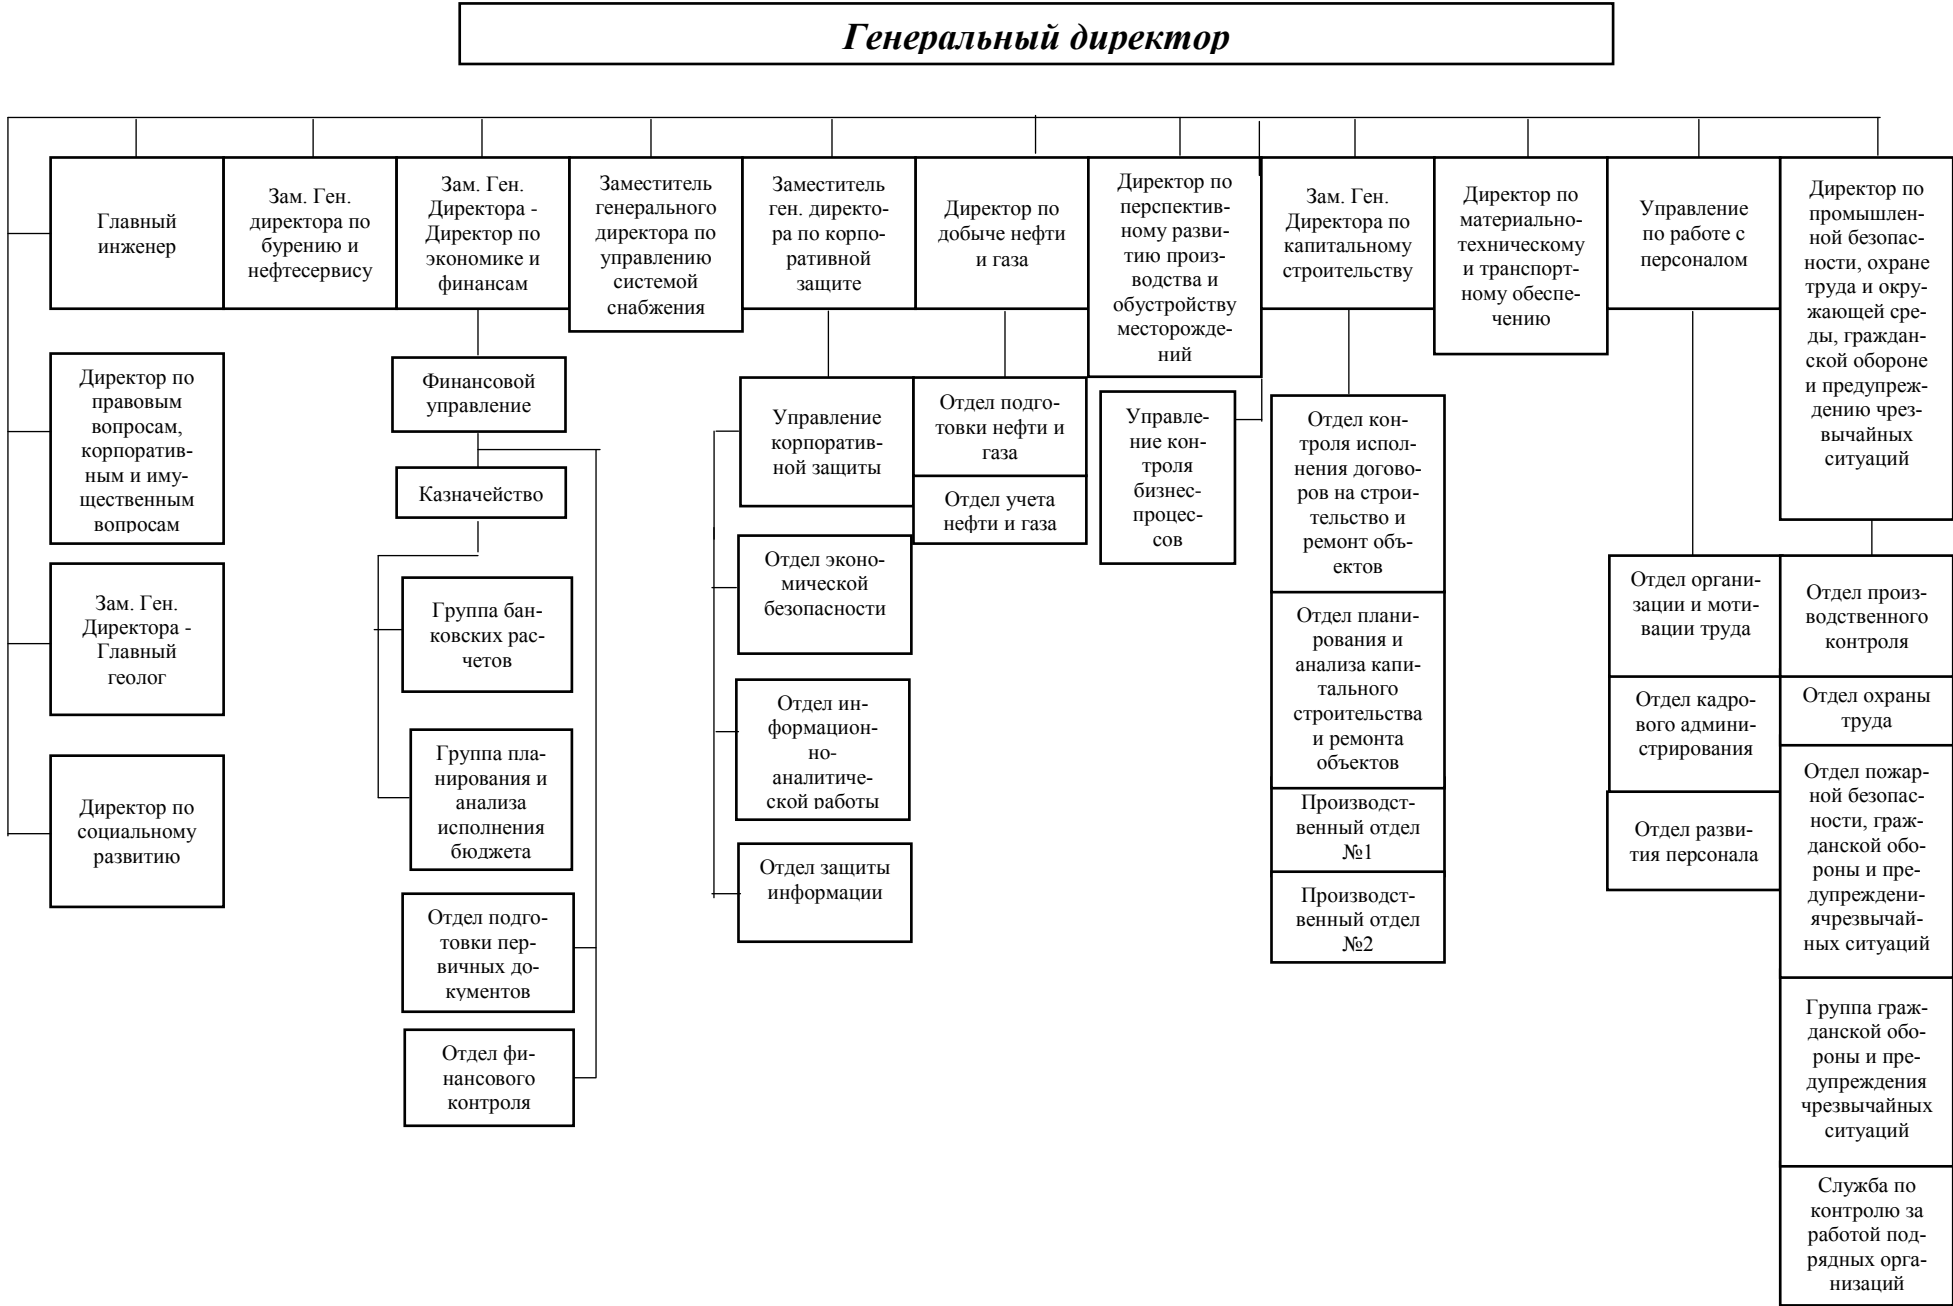 Генеральный директор
Главный
инженер
Зам. Ген.
директора по
бурению и
нефтесервису
Зам. Ген.
Директора -
Директор по
экономике и
финансам
Заместитель
генерального
директора по
управлению
системой
снабжения
Заместитель
ген. директо-
ра по корпо-
ративной
защите
Директор по
добыче нефти
и газа
Директор по
перспектив-
ному разви-
тию произ-
водства и
обустройству
месторожде-
ний
Зам. Ген.
Директора по
капитальному
строительству
Директор по
материально-
техническому
и транспорт-
ному обеспе-
чению
Управление
по работе с
персоналом
Директор по
промышлен-
ной безопас-
ности, охране
труда и окру-
жающей сре-
ды, граждан-
ской обороне
и предупреж-
дению чрез-
вычайных
ситуаций
Директор по
правовым
вопросам,
корпоратив-
ным и иму-
щественным
вопросам
Зам. Ген.
Директора -
Главный
геолог
Директор по
социальному
развитию
Финансовой
управление
Казначейство
Группа бан-
ковских рас-
четов
Группа пла-
нирования и
анализа
исполнения
бюджета
Отдел подго-
товки пер-
вичных до-
кументов
Отдел фи-
нансового
контроля
Управление
корпоратив-
ной защиты
Отдел эконо-
мической
безопасности
Отдел ин-
формацион-
но-
аналитиче-
ской работы
Отдел защиты
информации
Отдел подго-
товки нефти и
газа
Отдел учета
нефти и газа
Управле-
ние кон-
троля
бизнес-
процес-
сов
Отдел кон-
троля испол-
нения догово-
ров на строи-
тельство и
ремонт объ-
ектов
Отдел плани-
рования и
анализа капи-
тального
строительства
и ремонта
объектов
Производст-
венный отдел
№1
Производст-
венный отдел
№2
Отдел органи-
зации и моти-
вации труда
Отдел кадро-
вого админи-
стрирования
Отдел разви-
тия персонала
Отдел произ-
водственного
контроля
Отдел охраны
труда
Отдел пожар-
ной безопас-
ности, граж-
данской обо-
роны и пре-
дупреждени-
ячрезвычай-
ных ситуаций
Группа граж-
данской обо-
роны и пре-
дупреждения
чрезвычайных
ситуаций
Служба по
контролю за
работой под-
рядных орга-
низаций